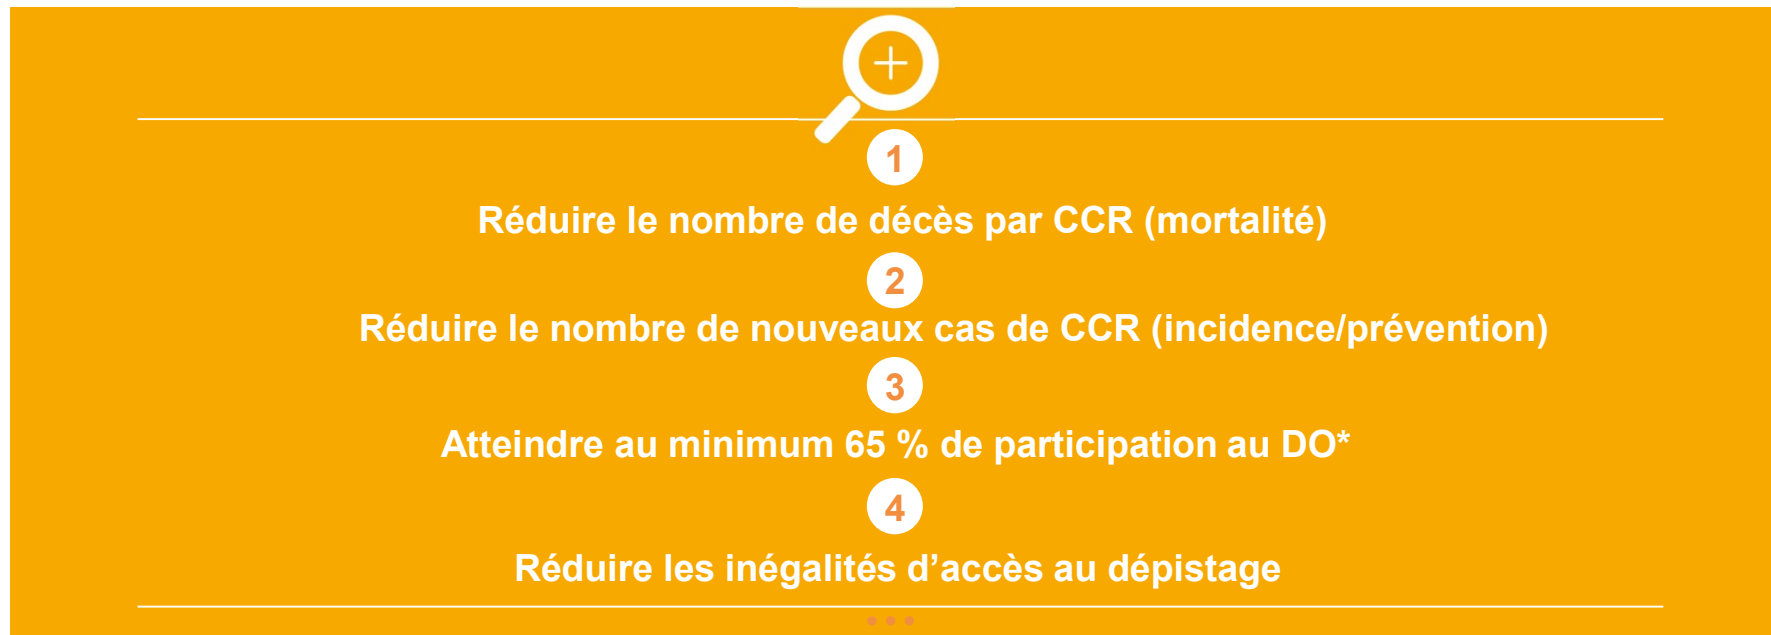 1
Réduire le nombre de décès par CCR (mortalité)
2
Réduire le nombre de nouveaux cas de CCR (incidence/prévention)
3
Atteindre au minimum 65 % de participation au DO*
4
Réduire les inégalités d’accès au dépistage